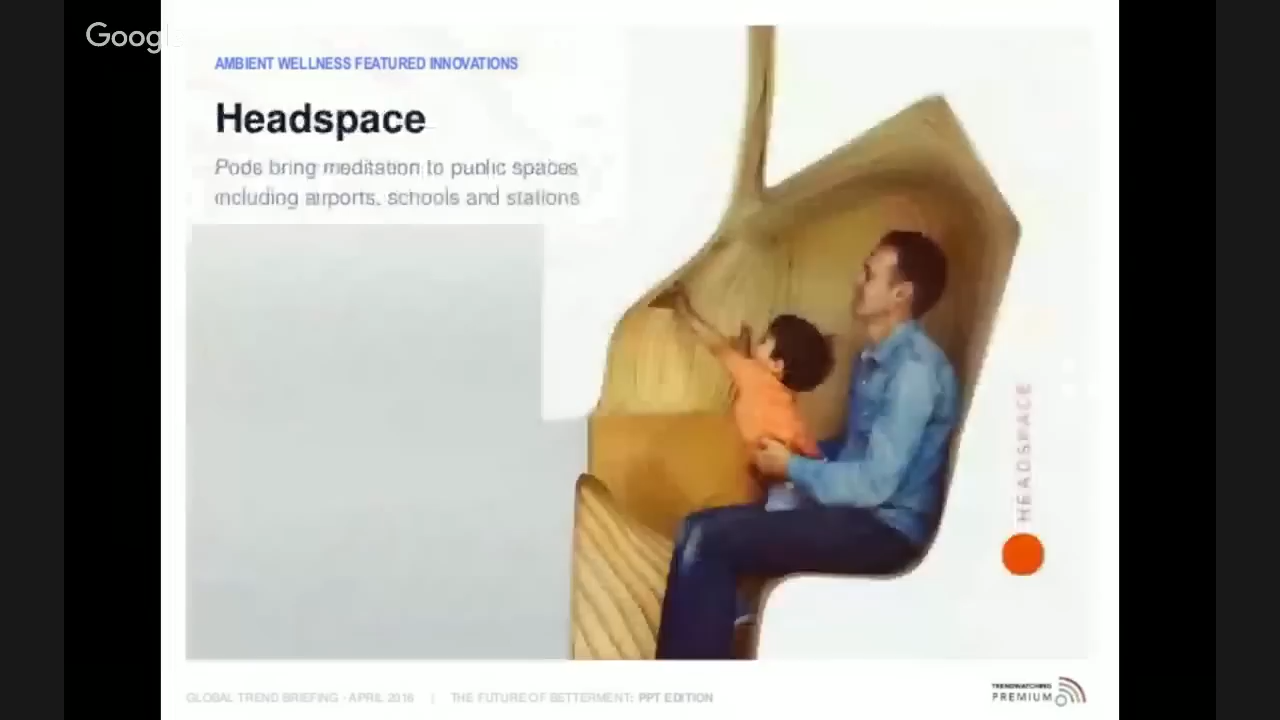 AMBIENT WELLNESS FEATURED INNOVATIONS
Headspace
Pods bring meditation to public spaces
including airports, schools and stations
HEADSPACE
GLOBAL TREND BRIEFING · APRIL 2016 | THE FUTURE OF BETTERMENT: PPT EDITION
TRENDWATCHING
PREMIUM